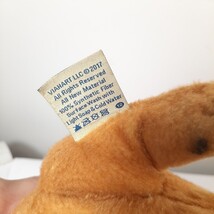 VIAHART LLC © 2017
All Rights Reserved
All New Material
100% Synthetic Fiber
Surface Wash with
Light Soap & Cold Water